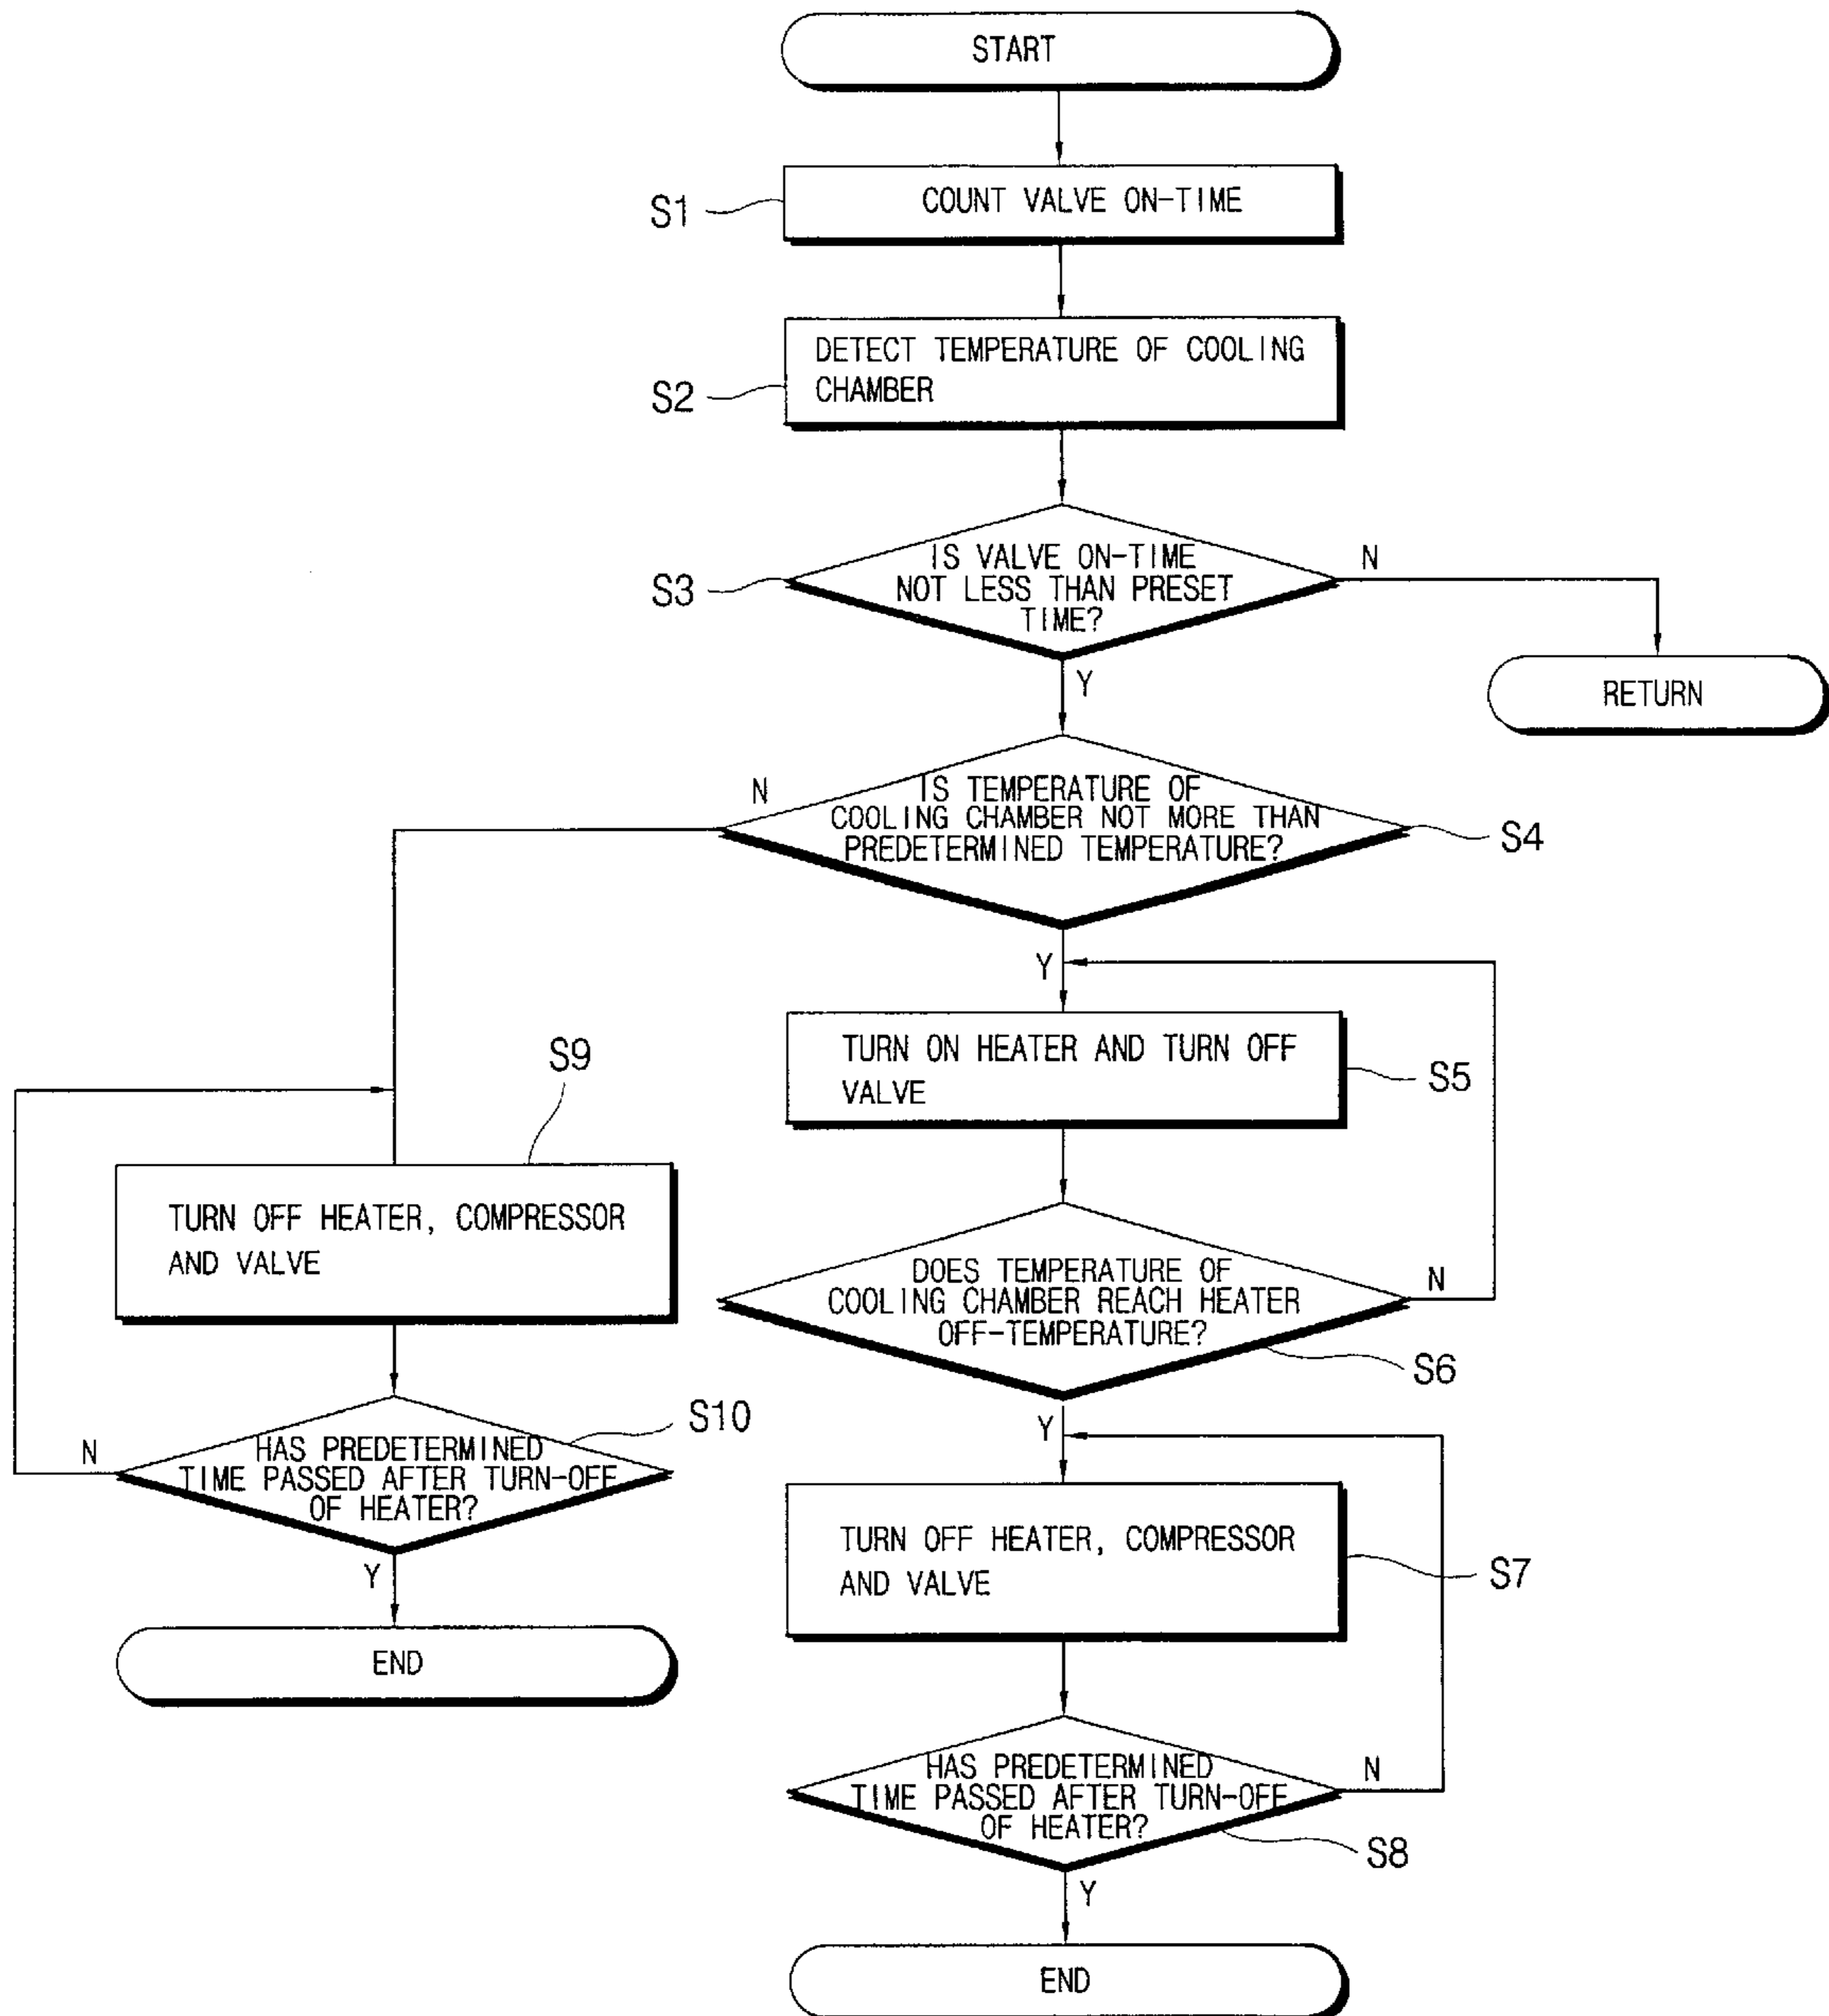 START
S1
COUNT VALVE ON-TIME
S2
DETECT TEMPERATURE OF COOLING
CHAMBER
S3
IS VALVE ON-TIME
NOT LESS THAN PRESET
TIME?
N
Y
RETURN
S4
IS TEMPERATURE OF
COOLING CHAMBER NOT MORE THAN
PREDETERMINED TEMPERATURE?
N
Y
S5
TURN ON HEATER AND TURN OFF
VALVE
S9
TURN OFF HEATER, COMPRESSOR
AND VALVE
DOES TEMPERATURE OF
COOLING CHAMBER REACH HEATER
OFF-TEMPERATURE?
N
S6
Y
S10
HAS PREDETERMINED
TIME PASSED AFTER TURN-OFF
OF HEATER?
N
Y
END
TURN OFF HEATER, COMPRESSOR
AND VALVE
S7
HAS PREDETERMINED
TIME PASSED AFTER TURN-OFF
OF HEATER?
N
S8
Y
END